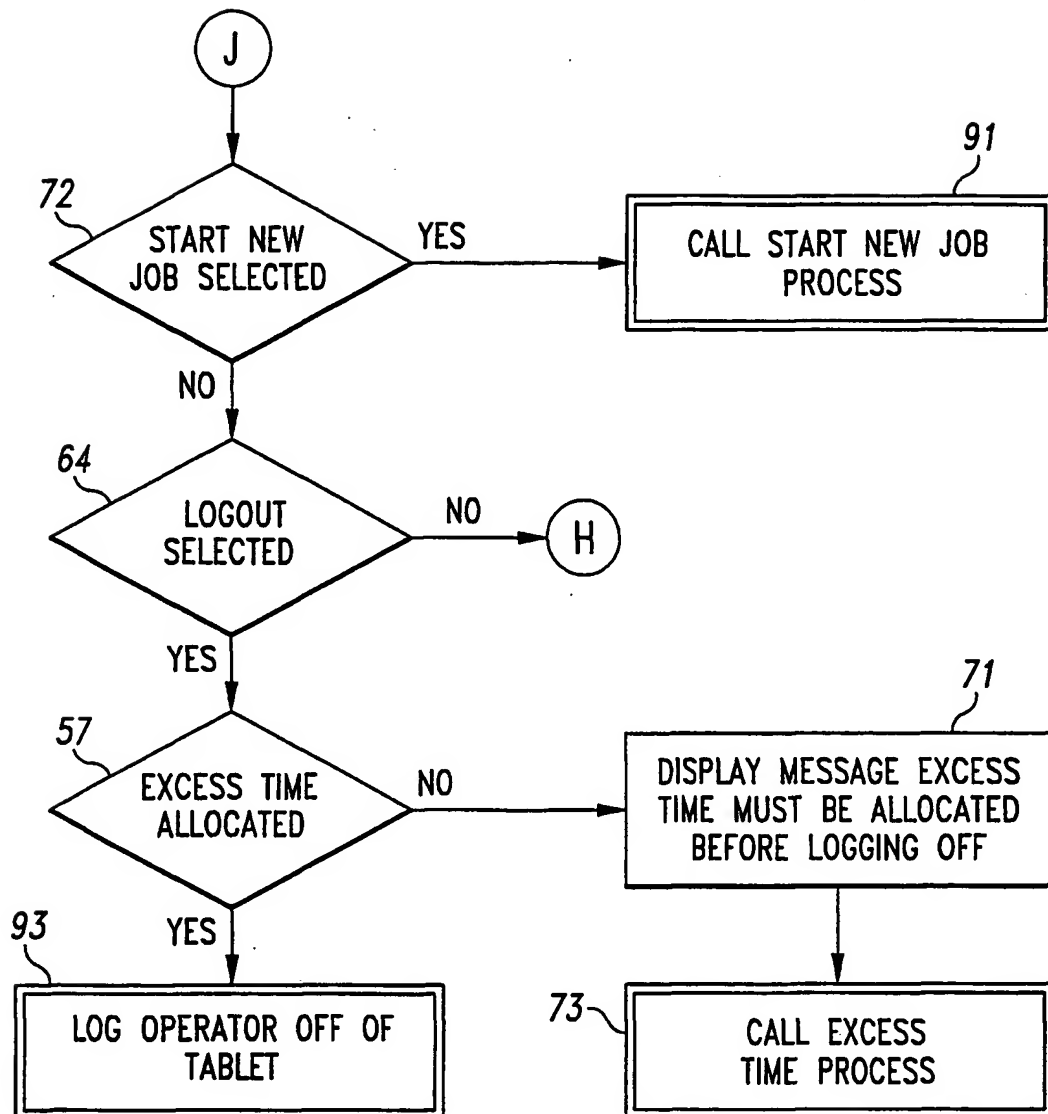 J
72
START NEW
JOB SELECTED
YES
91
CALL START NEW JOB
PROCESS
NO
64
LOGOUT
SELECTED
NO
H
YES
57
EXCESS TIME
ALLOCATED
NO
71
DISPLAY MESSAGE EXCESS
TIME MUST BE ALLOCATED
BEFORE LOGGING OFF
YES
93
LOG OPERATOR OFF OF
TABLET
73
CALL EXCESS
TIME PROCESS